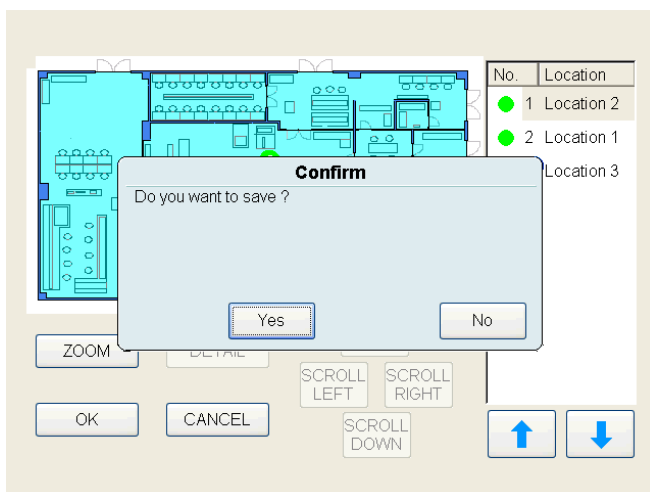 No. Location
1 Location 2
2 Location 1
Location 3
Confirm
Do you want to save ?
Yes
No
ZOOM
DETAIL
SCROLL
LEFT
SCROLL
RIGHT
OK
CANCEL
SCROLL
DOWN